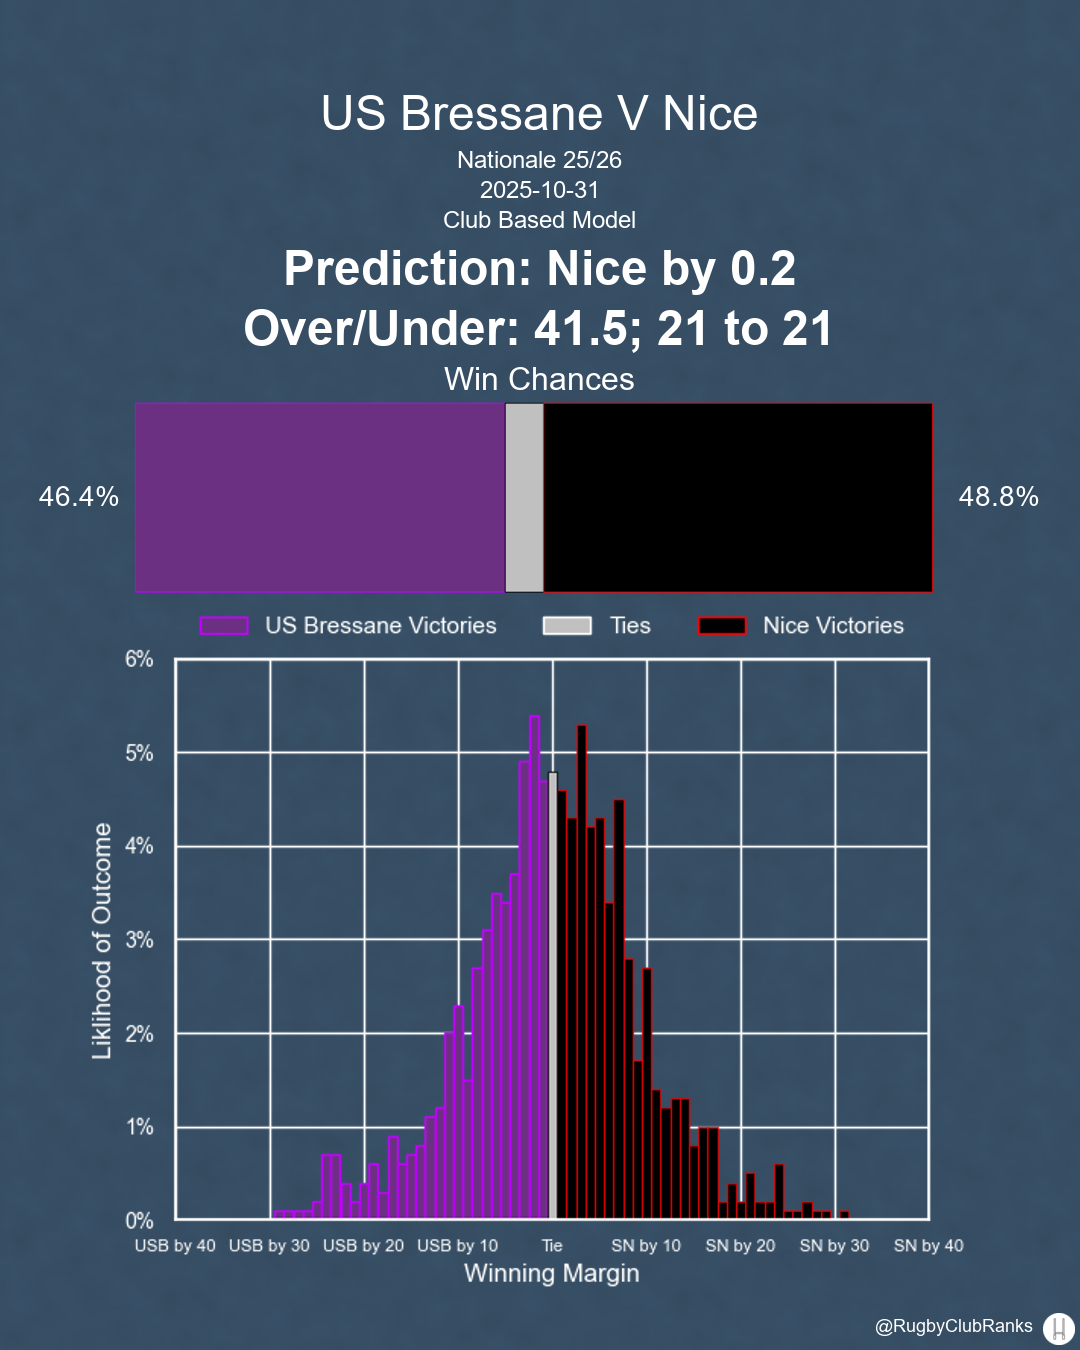 US Bressane V Nice
Nationale 25/26
2025-10-31
Club Based Model
Prediction: Nice by 0.2
Over/Under: 41.5; 21 to 21
Win Chances
46.4%
48.8%
US Bressane Victories
Ties
Nice Victories
6%
5%
4%
3%
2%
1%
0%
Liklihood of Outcome
USB by 40
USB by 30
USB by 20
USB by 10
Tie
SN by 10
SN by 20
SN by 30
SN by 40
Winning Margin
@RugbyClubRanks